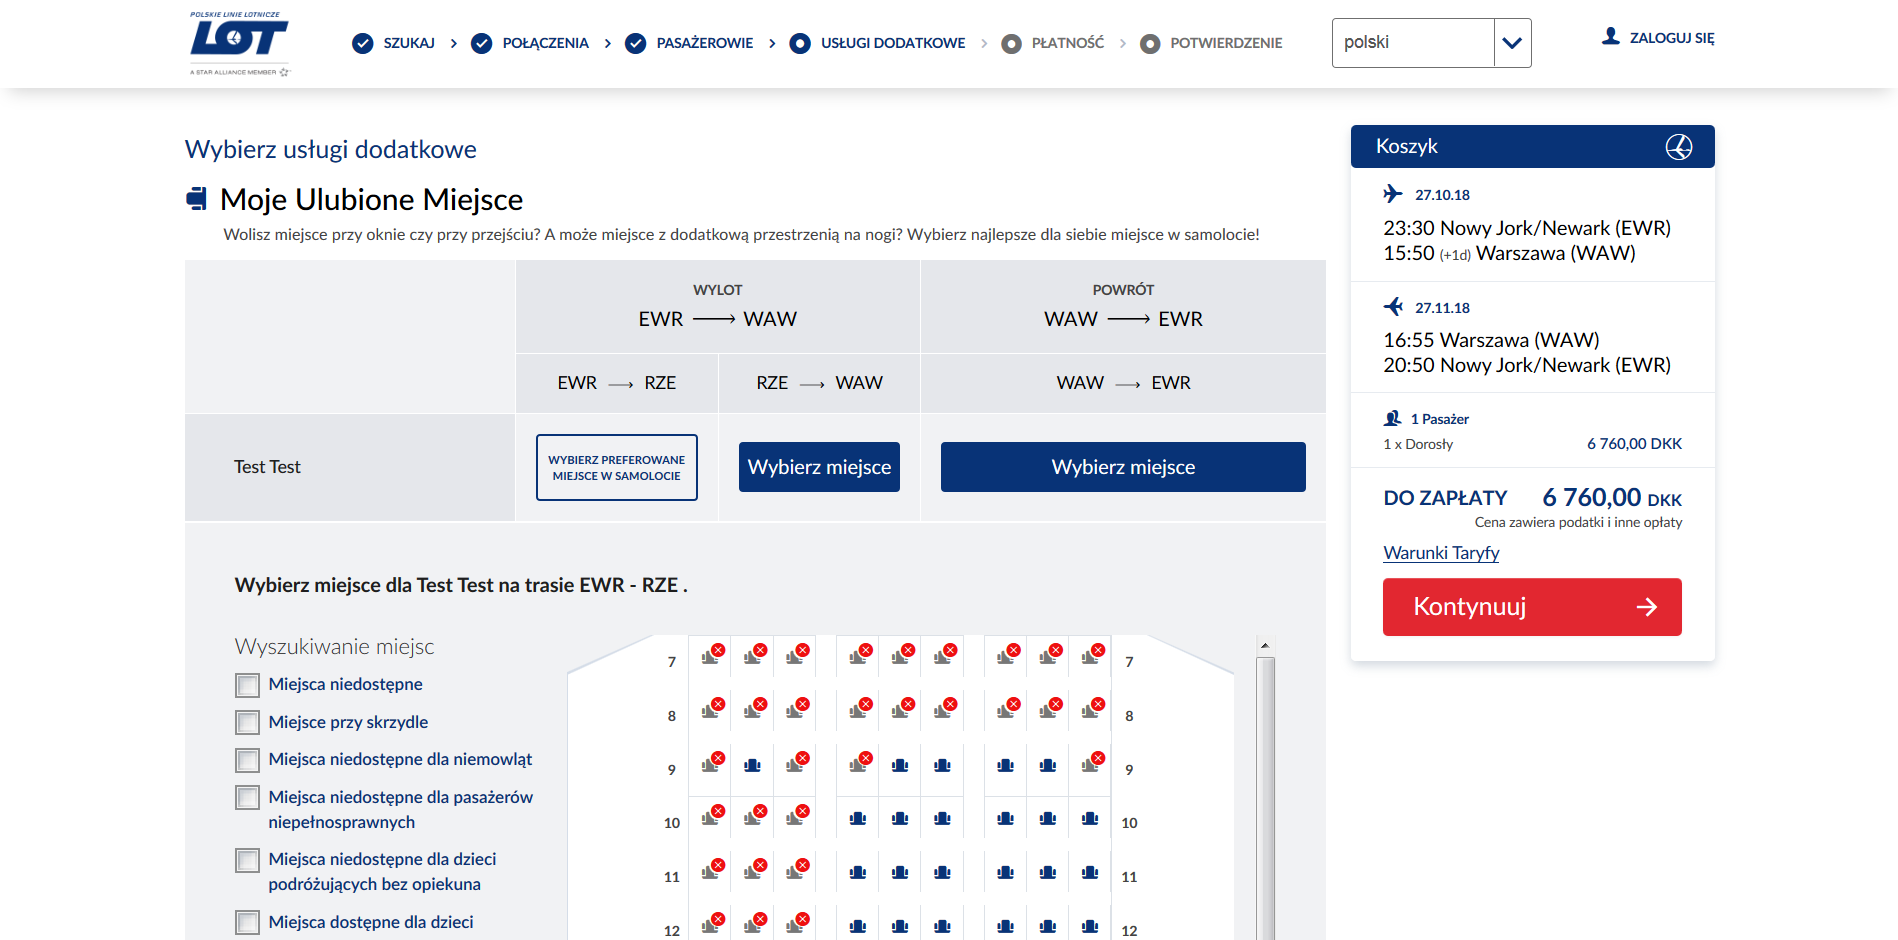 POLSKIE LINIE LOTNICZE
LOT
A STAR ALLIANCE MEMBER
SZUKAJ
POŁĄCZENIA
PASAŻEROWIE
USŁUGI DODATKOWE
PŁATNOŚĆ
POTWIERDZENIE
polski
ZALOGUJ SIĘ
Wybierz usługi dodatkowe
Moje Ulubione Miejsce
Wolisz miejsce przy oknie czy przy przejściu? A może miejsce z dodatkową przestrzenią na nogi? Wybierz najlepsze dla siebie miejsce w samolocie!
WYLOT
EWR → WAW
POWRÓT
WAW → EWR
EWR → RZE
RZE → WAW
WAW → EWR
Test Test
WYBIERZ PREFEROWANE
MIEJSCE W SAMOLOCIE
Wybierz miejsce
Wybierz miejsce
Wybierz miejsce dla Test Test na trasie EWR - RZE .
Wyszukiwanie miejsc
Miejsca niedostępne
Miejsce przy skrzydle
Miejsca niedostępne dla niemowląt
Miejsca niedostępne dla pasażerów
niepełnosprawnych
Miejsca niedostępne dla dzieci
podróżujących bez opiekuna
Miejsca dostępne dla dzieci
7 7
8 8
9 9
10 10
11 11
12 12
Koszyk
27.10.18
23:30 Nowy Jork/Newark (EWR)
15:50 (+1d) Warszawa (WAW)
27.11.18
16:55 Warszawa (WAW)
20:50 Nowy Jork/Newark (EWR)
1 Pasażer
1 x Dorosły 6 760,00 DKK
DO ZAPŁATY 6 760,00 DKK
Cena zawiera podatki i inne opłaty
Warunki Taryfy
Kontynuuj